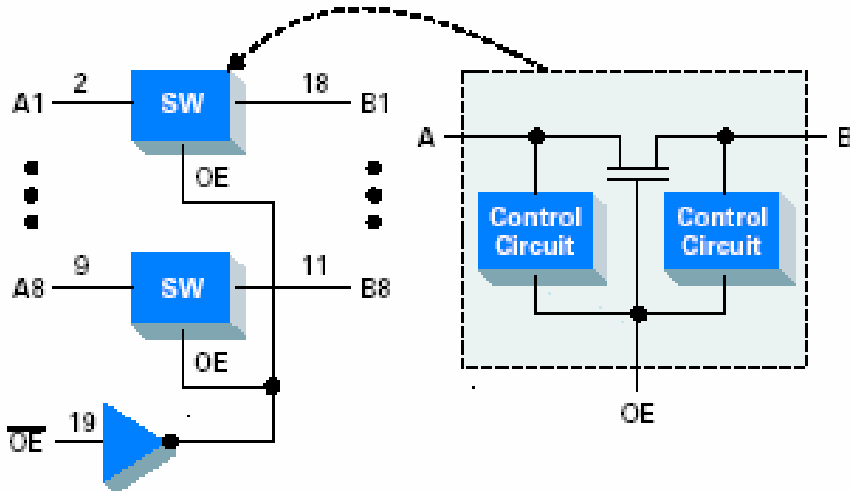 A1 2 SW 18 B1
OE
A8 9 SW 11 B8
OE
OE 19
A B
Control Circuit
Control Circuit
OE